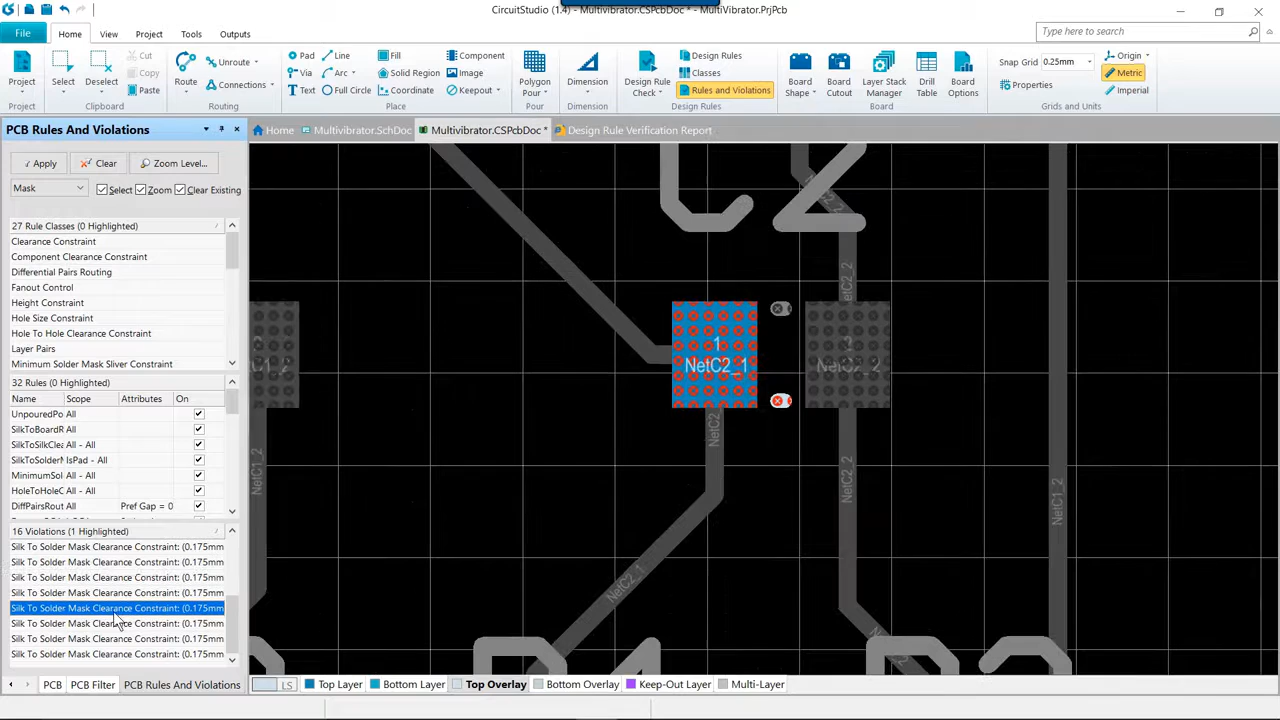 CircuitStudio (1.4) - Multivibrator.CSPcbDoc * - MultiVibrator.PrjPcb.
File
Home
View
Project
Tools
Outputs
Type here to search
Project
Select
Deselect
Cut
Copy
Paste
Route
Unroute
Connections
Pad
Line
Via
Arc
Text
Full Circle
Fill
Solid Region
Coordinate
Component
Image
Keepout
Polygon
Pour
Dimension
Design Rule
Check
Design Rules
Classes
Rules and Violations
Board
Shape
Board
Cutout
Layer Stack
Manager
Drill
Table
Board
Options
Snap Grid 0.25mm
Properties
Origin
Metric
Imperial
Project
Clipboard
Routing
Place
Pour
Dimension
Design Rules
Board
Grids and Units
PCB Rules And Violations
Home
Multivibrator.SchDoc
Multivibrator.CSPcbDoc *
Design Rule Verification Report
Apply
Clear
Zoom Level...
Mask
Select
Zoom
Clear Existing
27 Rule Classes (0 Highlighted)
Clearance Constraint
Component Clearance Constraint
Differential Pairs Routing
Fanout Control
Height Constraint
Hole Size Constraint
Hole To Hole Clearance Constraint
Layer Pairs
Minimum Solder Mask Sliver Constraint
32 Rules (0 Highlighted)
Name Scope Attributes On
UnpouredPo All
SilkToBoardR All
SilkToSilkClea All - All
SilkToSolderM IsPad - All
MinimumSol All - All
HoleToHoleC All - All
DiffPairsRout All Pref Gap = 0
16 Violations (1 Highlighted)
Silk To Solder Mask Clearance Constraint: (0.175mm
Silk To Solder Mask Clearance Constraint: (0.175mm
Silk To Solder Mask Clearance Constraint: (0.175mm
Silk To Solder Mask Clearance Constraint: (0.175mm
Silk To Solder Mask Clearance Constraint: (0.175mm
Silk To Solder Mask Clearance Constraint: (0.175mm
Silk To Solder Mask Clearance Constraint: (0.175mm
Silk To Solder Mask Clearance Constraint: (0.175mm
C2
1
NetC2_1
NetC2_2
NetC2_2
NetC2_1
NetC1_2
NetC1_2
PCB
PCB Filter
PCB Rules And Violations
LS
Top Layer
Bottom Layer
Top Overlay
Bottom Overlay
Keep-Out Layer
Multi-Layer